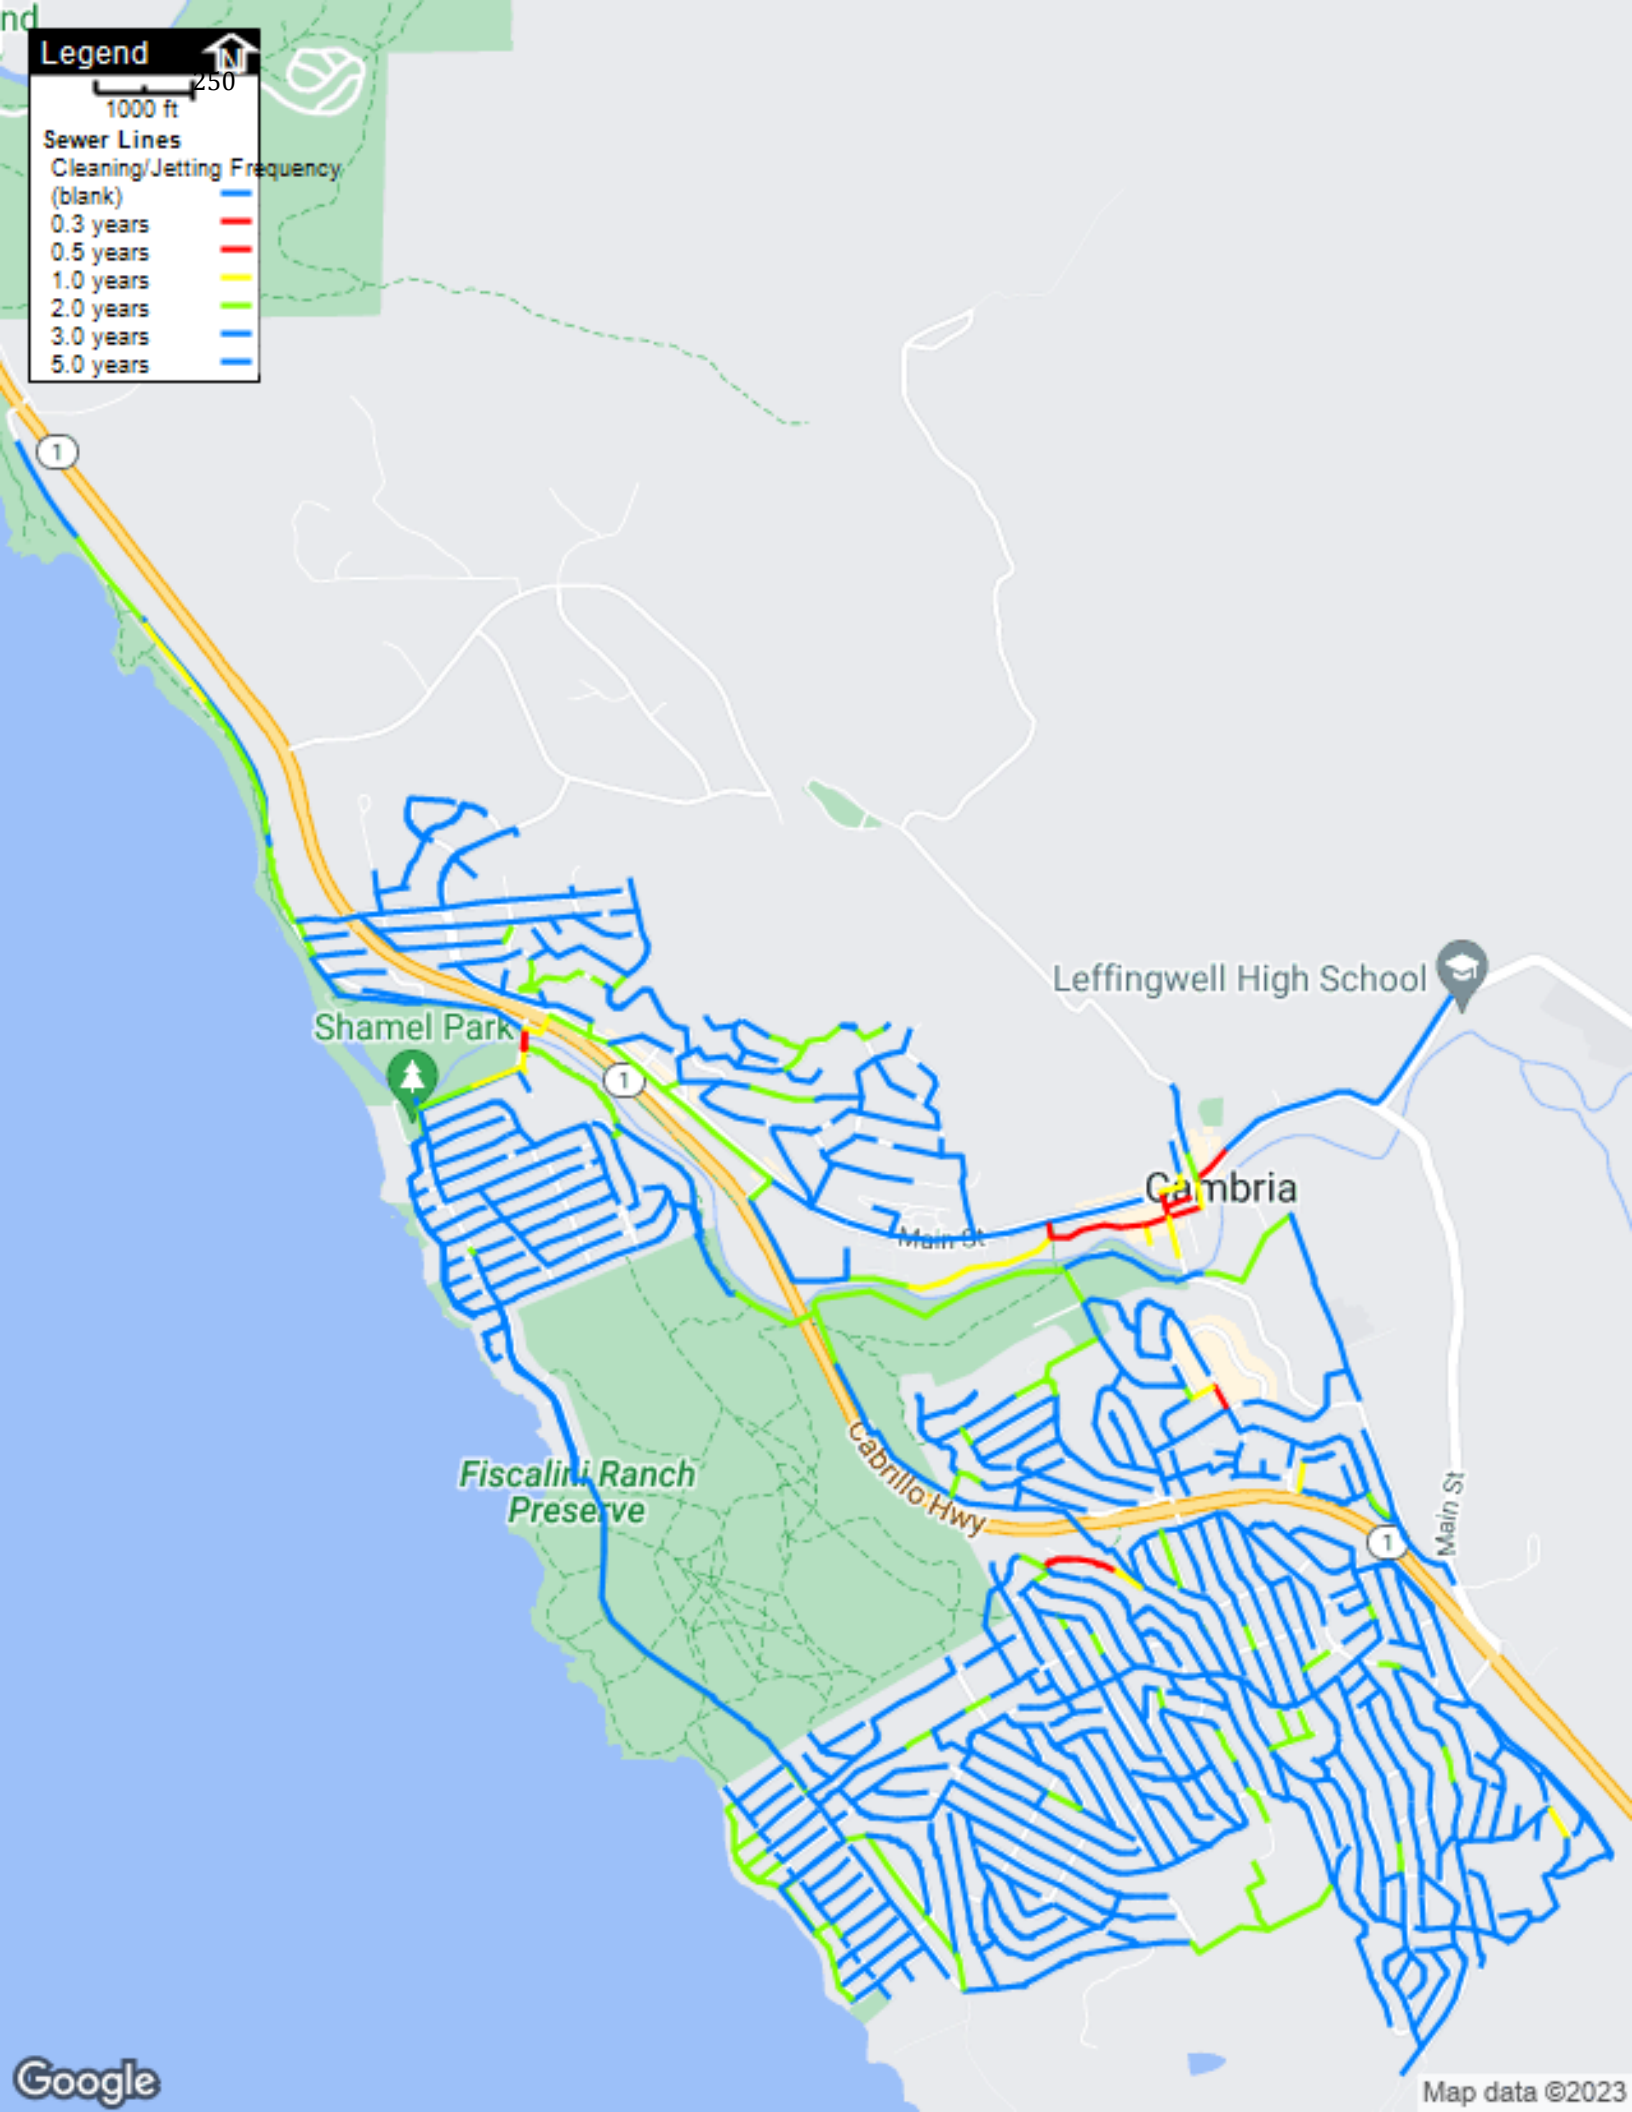 nd
Legend N
250
1000 ft
Sewer Lines
Cleaning/Jetting Frequency
(blank)
0.3 years
0.5 years
1.0 years
2.0 years
3.0 years
5.0 years
1
Leffingwell High School
Shamel Park
1
Cambria
Main St
Cabrillo Hwy
Fiscalini Ranch
Preserve
Main St
1
Google
Map data ©2023